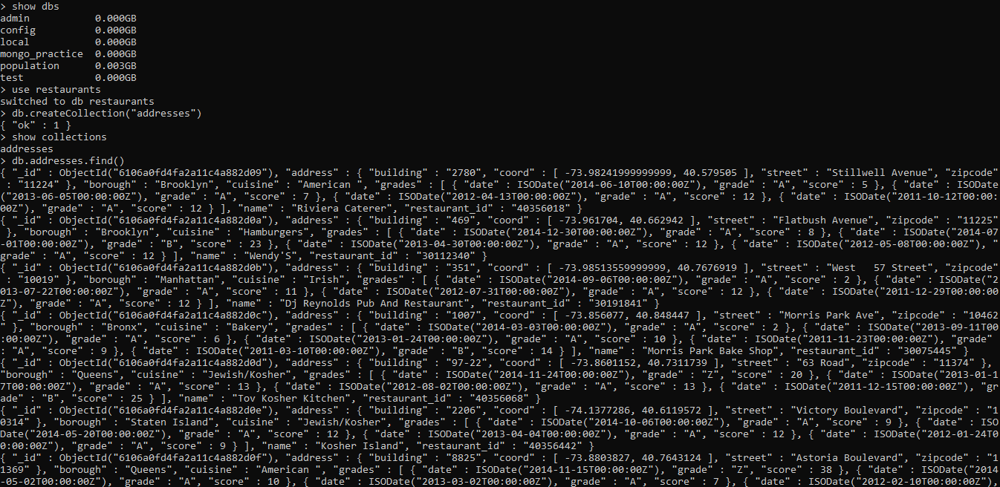 > show dbs
admin          0.000GB
config         0.000GB
local          0.000GB
mongo_practice  0.000GB
population     0.003GB
test           0.000GB
> use restaurants
switched to db restaurants
> db.createCollection("addresses")
{ "ok" : 1 }
> show collections
addresses
> db.addresses.find()
{ "_id" : ObjectId("6106a0fd4fa2a11c4a882d09"), "address" : { "building" : "2780", "coord" : [ -73.98241999999999, 40.579505 ], "street" : "Stillwell Avenue", "zipcode"
 : "11224" }, "borough" : "Brooklyn", "cuisine" : "American ", "grades" : [ { "date" : ISODate("2014-06-10T00:00:00Z"), "grade" : "A", "score" : 5 }, { "date" : ISODate
("2013-06-05T00:00:00Z"), "grade" : "A", "score" : 7 }, { "date" : ISODate("2012-04-13T00:00:00Z"), "grade" : "A", "score" : 12 }, { "date" : ISODate("2011-10-12T00:00:
00Z"), "grade" : "A", "score" : 12 } ], "name" : "Riviera Caterer", "restaurant_id" : "40356018" }
{ "_id" : ObjectId("6106a0fd4fa2a11c4a882d0a"), "address" : { "building" : "469", "coord" : [ -73.961704, 40.662942 ], "street" : "Flatbush Avenue", "zipcode" : "11225"
 }, "borough" : "Brooklyn", "cuisine" : "Hamburgers", "grades" : [ { "date" : ISODate("2014-12-30T00:00:00Z"), "grade" : "A", "score" : 8 }, { "date" : ISODate("2014-07
-01T00:00:00Z"), "grade" : "B", "score" : 23 }, { "date" : ISODate("2013-04-30T00:00:00Z"), "grade" : "A", "score" : 12 }, { "date" : ISODate("2012-05-08T00:00:00Z"), "
grade" : "A", "score" : 12 } ], "name" : "Wendy'S", "restaurant_id" : "30112340" }
{ "_id" : ObjectId("6106a0fd4fa2a11c4a882d0b"), "address" : { "building" : "351", "coord" : [ -73.98513559999999, 40.7676919 ], "street" : "West   57 Street", "zipcode"
 : "10019" }, "borough" : "Manhattan", "cuisine" : "Irish", "grades" : [ { "date" : ISODate("2014-09-06T00:00:00Z"), "grade" : "A", "score" : 2 }, { "date" : ISODate("2
013-07-22T00:00:00Z"), "grade" : "A", "score" : 11 }, { "date" : ISODate("2012-07-31T00:00:00Z"), "grade" : "A", "score" : 12 }, { "date" : ISODate("2011-12-29T00:00:00
Z"), "grade" : "A", "score" : 12 } ], "name" : "Dj Reynolds Pub And Restaurant", "restaurant_id" : "30191841" }
{ "_id" : ObjectId("6106a0fd4fa2a11c4a882d0c"), "address" : { "building" : "1007", "coord" : [ -73.856077, 40.848447 ], "street" : "Morris Park Ave", "zipcode" : "10462
" }, "borough" : "Bronx", "cuisine" : "Bakery", "grades" : [ { "date" : ISODate("2014-03-03T00:00:00Z"), "grade" : "A", "score" : 2 }, { "date" : ISODate("2013-09-11T00
:00:00Z"), "grade" : "A", "score" : 6 }, { "date" : ISODate("2013-01-24T00:00:00Z"), "grade" : "A", "score" : 10 }, { "date" : ISODate("2011-11-23T00:00:00Z"), "grade"
: "A", "score" : 9 }, { "date" : ISODate("2011-03-10T00:00:00Z"), "grade" : "B", "score" : 14 } ], "name" : "Morris Park Bake Shop", "restaurant_id" : "30075445" }
{ "_id" : ObjectId("6106a0fd4fa2a11c4a882d0d"), "address" : { "building" : "97-22", "coord" : [ -73.8601152, 40.7311739 ], "street" : "63 Road", "zipcode" : "11374" },
"borough" : "Queens", "cuisine" : "Jewish/Kosher", "grades" : [ { "date" : ISODate("2014-11-24T00:00:00Z"), "grade" : "Z", "score" : 20 }, { "date" : ISODate("2013-01-1
7T00:00:00Z"), "grade" : "A", "score" : 13 }, { "date" : ISODate("2012-08-02T00:00:00Z"), "grade" : "A", "score" : 13 }, { "date" : ISODate("2011-12-15T00:00:00Z"), "gr
ade" : "B", "score" : 25 } ], "name" : "Tov Kosher Kitchen", "restaurant_id" : "40356068" }
{ "_id" : ObjectId("6106a0fd4fa2a11c4a882d0e"), "address" : { "building" : "2206", "coord" : [ -74.1377286, 40.6119572 ], "street" : "Victory Boulevard", "zipcode" : "1
0314" }, "borough" : "Staten Island", "cuisine" : "Jewish/Kosher", "grades" : [ { "date" : ISODate("2014-10-06T00:00:00Z"), "grade" : "A", "score" : 9 }, { "date" : ISO
Date("2014-05-20T00:00:00Z"), "grade" : "A", "score" : 12 }, { "date" : ISODate("2013-04-04T00:00:00Z"), "grade" : "A", "score" : 12 }, { "date" : ISODate("2012-01-24T0
0:00:00Z"), "grade" : "A", "score" : 9 } ], "name" : "Kosher Island", "restaurant_id" : "40356442" }
{ "_id" : ObjectId("6106a0fd4fa2a11c4a882d0f"), "address" : { "building" : "8825", "coord" : [ -73.8803827, 40.7643124 ], "street" : "Astoria Boulevard", "zipcode" : "1
1369" }, "borough" : "Queens", "cuisine" : "American ", "grades" : [ { "date" : ISODate("2014-11-15T00:00:00Z"), "grade" : "Z", "score" : 38 }, { "date" : ISODate("2014
-05-02T00:00:00Z"), "grade" : "A", "score" : 10 }, { "date" : ISODate("2013-03-02T00:00:00Z"), "grade" : "A", "score" : 7 }, { "date" : ISODate("2012-02-10T00:00:00Z"),